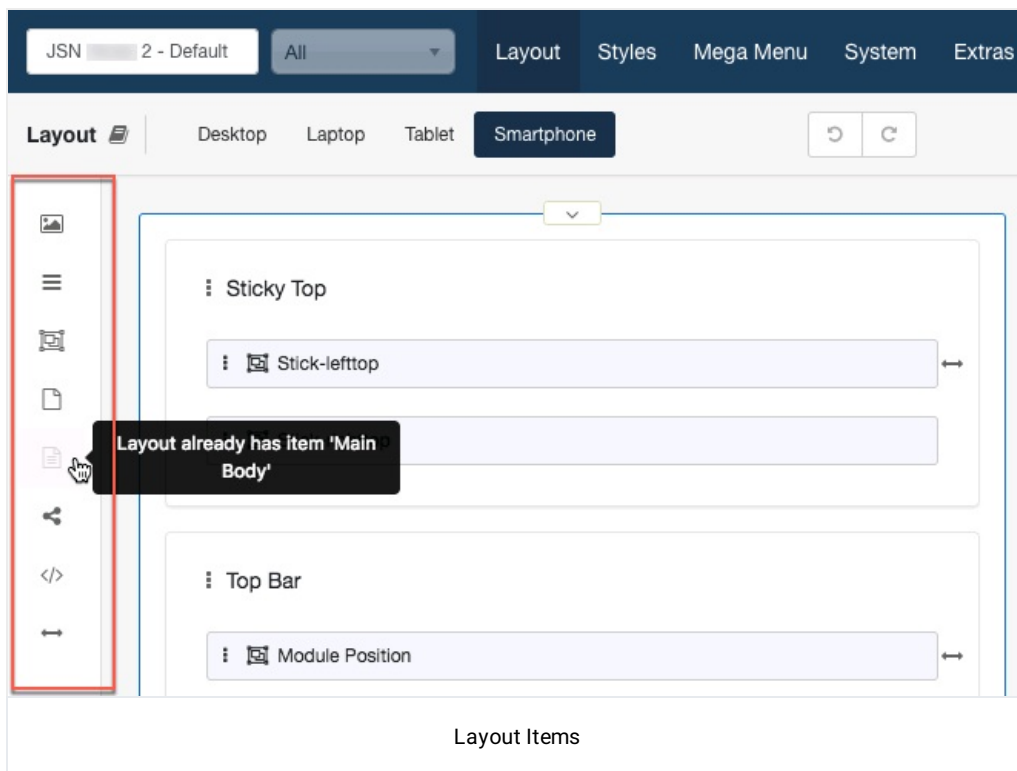 JSN 2 - Default All Layout Styles Mega Menu System Extras
Layout Desktop Laptop Tablet Smartphone
Sticky Top
Stick-lefttop
Layout already has item 'Main
Body'
Top Bar
Module Position
Layout Items